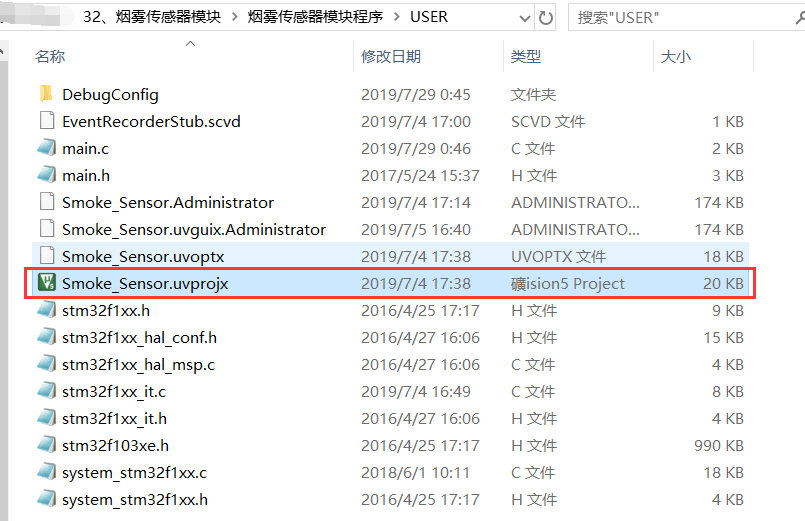 32、烟雾传感器模块 > 烟雾传感器模块程序 > USER 搜索"USER"
名称 修改日期 类型 大小
DebugConfig 2019/7/29 0:45 文件夹
EventRecorderStub.scvd 2019/7/4 17:00 SCVD 文件 1 KB
main.c 2019/7/29 0:46 C 文件 2 KB
main.h 2017/5/24 15:37 H 文件 3 KB
Smoke_Sensor.Administrator 2019/7/4 17:14 ADMINISTRATO... 174 KB
Smoke_Sensor.uvguix.Administrator 2019/7/5 16:40 ADMINISTRATO... 174 KB
Smoke_Sensor.uvoptx 2019/7/4 17:38 UVOPTX 文件 18 KB
Smoke_Sensor.uvprojx 2019/7/4 17:38 礦ision5 Project 20 KB
stm32f1xx.h 2016/4/25 17:17 H 文件 9 KB
stm32f1xx_hal_conf.h 2016/4/27 16:06 H 文件 15 KB
stm32f1xx_hal_msp.c 2016/4/27 16:06 C 文件 4 KB
stm32f1xx_it.c 2019/7/4 16:49 C 文件 8 KB
stm32f1xx_it.h 2016/4/27 16:06 H 文件 4 KB
stm32f103xe.h 2016/4/25 17:17 H 文件 990 KB
system_stm32f1xx.c 2018/6/1 10:11 C 文件 18 KB
system_stm32f1xx.h 2016/4/25 17:17 H 文件 4 KB